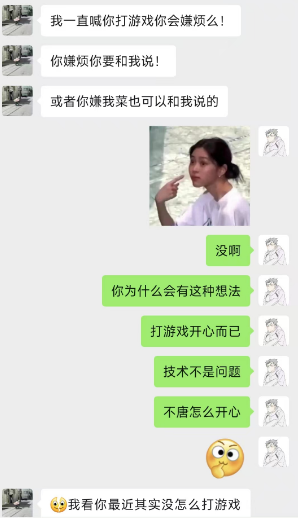 我一直喊你打游戏你会嫌烦么！
你嫌烦你要和我说！
或者你嫌我菜也可以和我说的
没啊
你为什么会有这种想法
打游戏开心而已
技术不是问题
不唐怎么开心
我看你最近其实没怎么打游戏